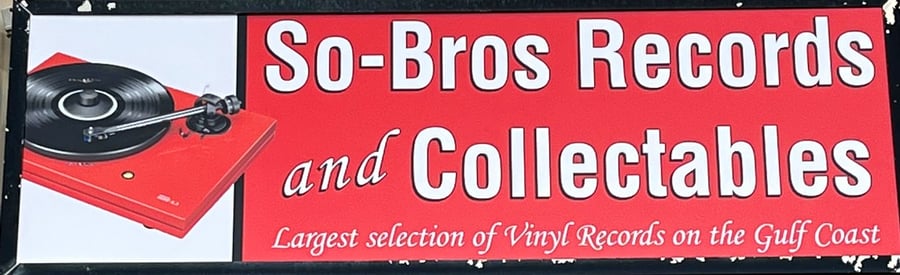 So-Bros Records
and Collectables
Largest selection of Vinyl Records on the Gulf Coast